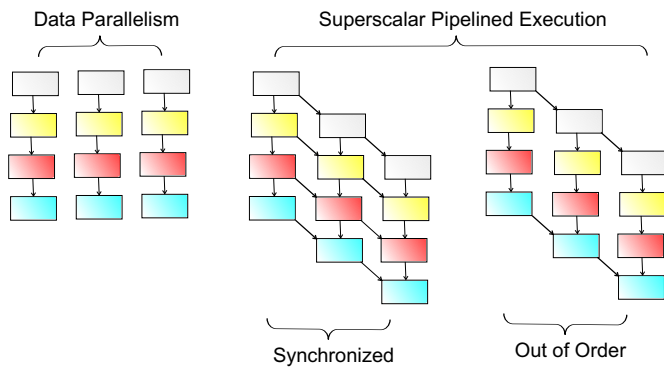 Data Parallelism
Superscalar Pipelined Execution
Synchronized
Out of Order